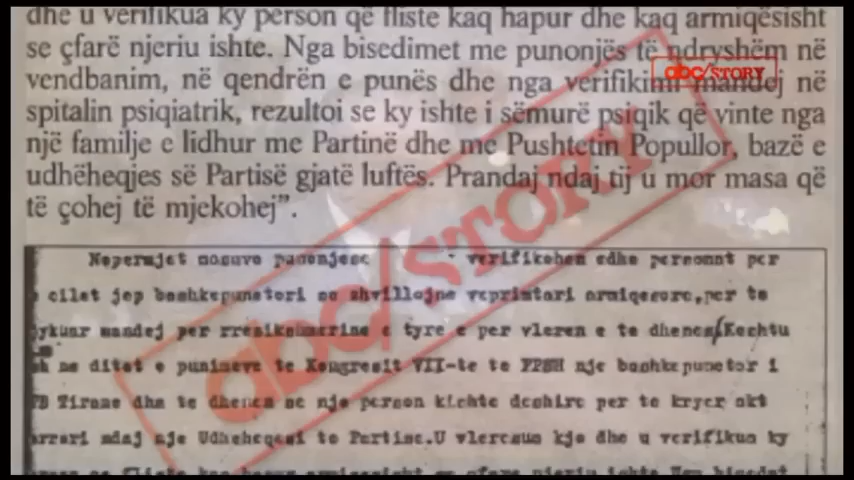 dhe u verifikua ky person që fliste kaq hapur dhe kaq armiqësisht
se çfarë njeriu ishte. Nga bisedimet me punonjës të ndryshëm në
vendbanim, në qendrën e punës dhe nga verifikimi mandej në
abc/STORY
spitalin psiqiatrik, rezultoi se ky ishte i sëmurë psiqik që vinte nga
një familje e lidhur me Partinë dhe me Pushtetin Popullor, bazë e
udhëheqjes së Partisë gjatë luftës. Prandaj ndaj tij u mor masa që
të çohej të mjekohej”.
abc/STORY
Nepermjet masave verifikohen edhe personat per
cilet jep bashkepunetori se zhvillojne veprimtari armiqesore, per te
mandej per rrezikshmerine e tyre e per vleren e te dhenes. Keshtu
ne ditet e punimeve te Kongresit VII-te te PPSH nje bashkepunetor i
Tirane dha te dhena se nje person kishte deshire per te kryer akt
ndaj nje Udheheqesi te Partise. U vleresua kjo dhe u verifikua ky